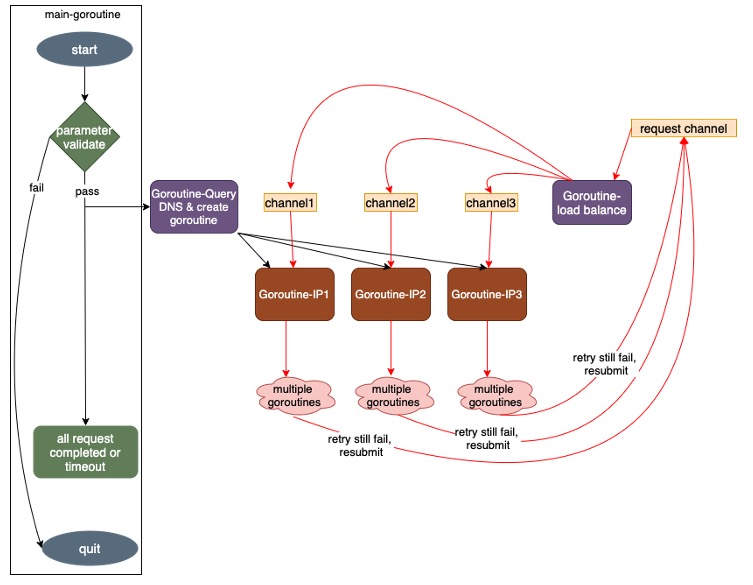 main-goroutine
start
parameter
validate
fail
pass
Goroutine-Query
DNS & create
goroutine
channel1
channel2
channel3
request channel
Goroutine-
load balance
Goroutine-IP1
Goroutine-IP2
Goroutine-IP3
multiple
goroutines
multiple
goroutines
multiple
goroutines
retry still fail,
resubmit
retry still fail,
resubmit
retry still fail,
resubmit
all request
completed or
timeout
quit